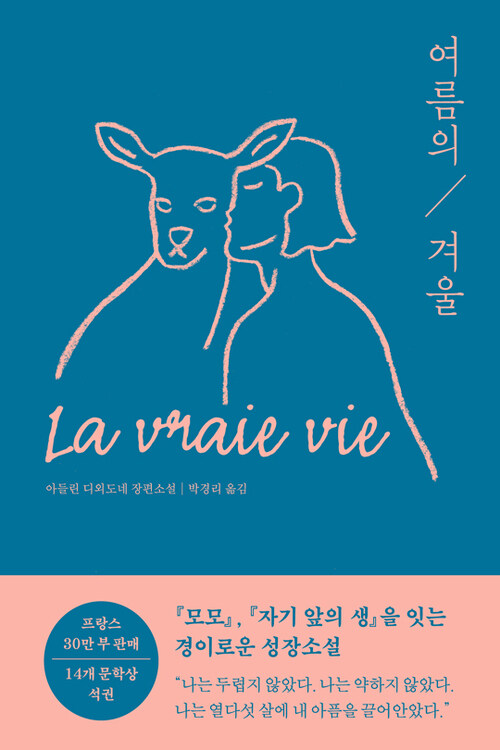 여름의 / 겨울
La vraie vie
아들린 디외도네 장편소설 | 박경리 옮김
프랑스
30만 부 판매
14개 문학상
석권
『모모』, 『자기 앞의 생』을 잇는
경이로운 성장소설
“나는 두렵지 않았다. 나는 약하지 않았다.
나는 열다섯 살에 내 아픔을 끌어안았다.”